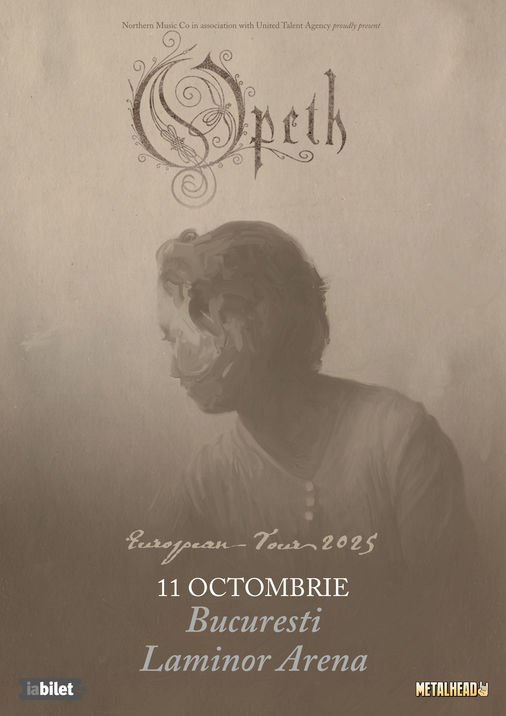 Northern Music Co in association with United Talent Agency proudly present
Opeth
European Tour 2025
11 OCTOMBRIE
Bucuresti
Laminor Arena
iabilet
METALHEAD